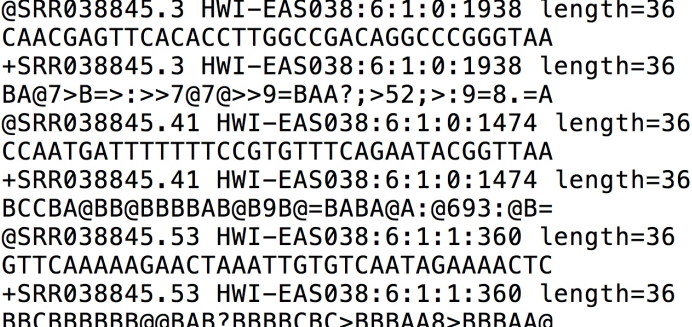 @SRR038845.3 HWI-EAS038:6:1:0:1938 length=36
CAACGAGTTCACACCTTGGCCGACAGGCCCGGGTAA
+SRR038845.3 HWI-EAS038:6:1:0:1938 length=36
BA@7>B=>:>>7@7@>>9=BAA?;>52;>:9=8.=A
@SRR038845.41 HWI-EAS038:6:1:0:1474 length=36
CCAATGATTTTTTTCCGTGTTTCAGAATACGGTTAA
+SRR038845.41 HWI-EAS038:6:1:0:1474 length=36
BCCBA@BB@BBBBAB@B9B@=BABA@A:@693:@B=
@SRR038845.53 HWI-EAS038:6:1:1:360 length=36
GTTCAAAAAGAACTAAATTGTGTCAATAGAAAACTC
+SRR038845.53 HWI-EAS038:6:1:1:360 length=36
BBCBBBBBB@@BAB?BBBBCBC>BBBAA8>BBBAA@